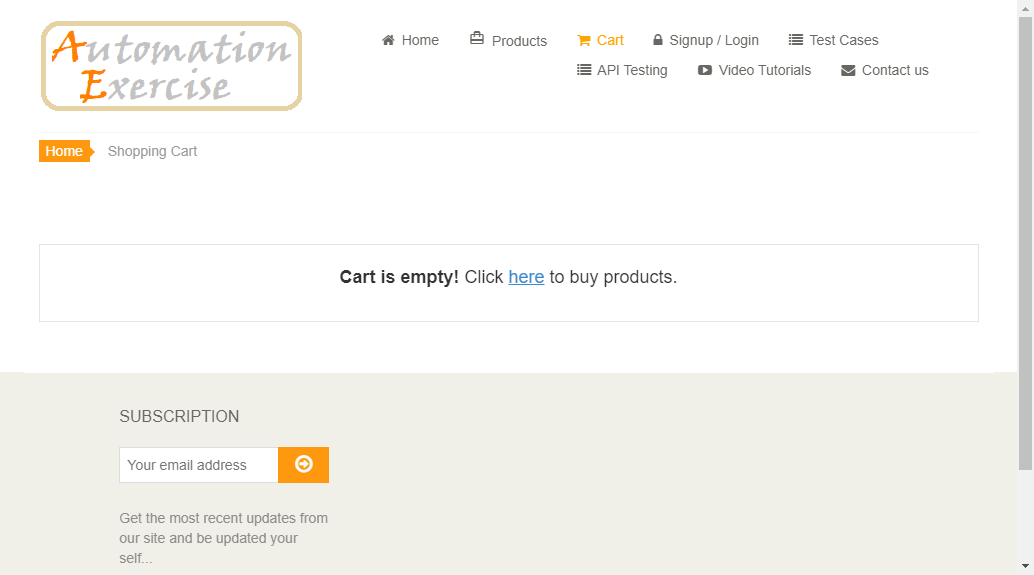 Automation
Exercise
Home
Products
Cart
Signup / Login
Test Cases
API Testing
Video Tutorials
Contact us
Home
Shopping Cart
Cart is empty! Click here to buy products.
SUBSCRIPTION
Your email address
Get the most recent updates from
our site and be updated your
self...